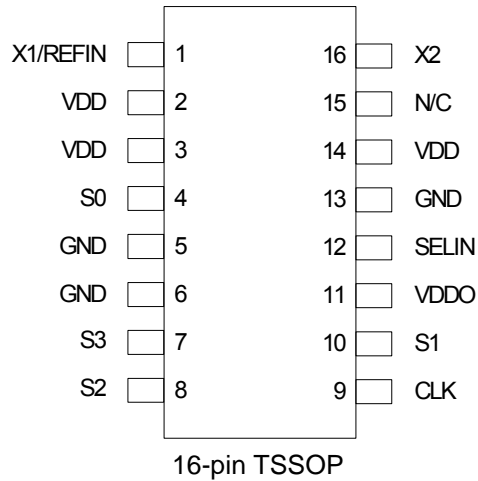 X1/REFIN 1 16 X2
VDD 2 15 N/C
VDD 3 14 VDD
S0 4 13 GND
GND 5 12 SELIN
GND 6 11 VDDO
S3 7 10 S1
S2 8 9 CLK
16-pin TSSOP